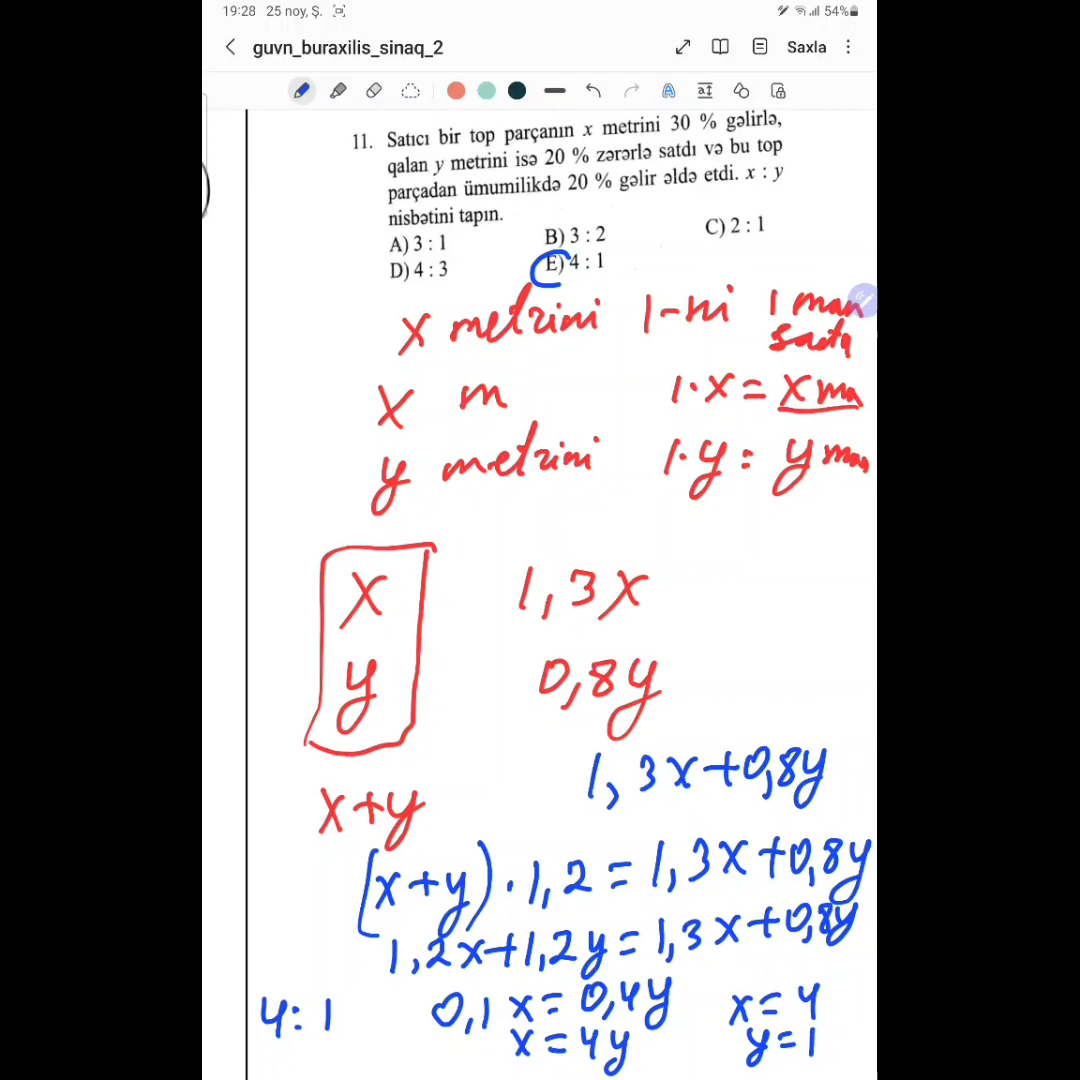 19:28 25 noy, Ş. 54%
guvn_buraxilis_sinaq_2 Saxla
11. Satıcı bir top parçanın x metrini 30 % gəlirlə,
qalan y metrini isə 20 % zərərlə satdı və bu top
parçadan ümumilikdə 20 % gəlir əldə etdi. x : y
nisbətini tapın.
A) 3 : 1 B) 3 : 2 C) 2 : 1
D) 4 : 3 E) 4 : 1
x metrini 1-ni 1 man
x m 1·x = x ma
y metrini 1·y = y man
x 1,3x
y 0,8y
1,3x+0,8y
x+y
(x+y)·1,2=1,3x+0,8y
1,2x+1,2y=1,3x+0,8y
4:1 0,1x=0,4y x=4
x=4y y=1